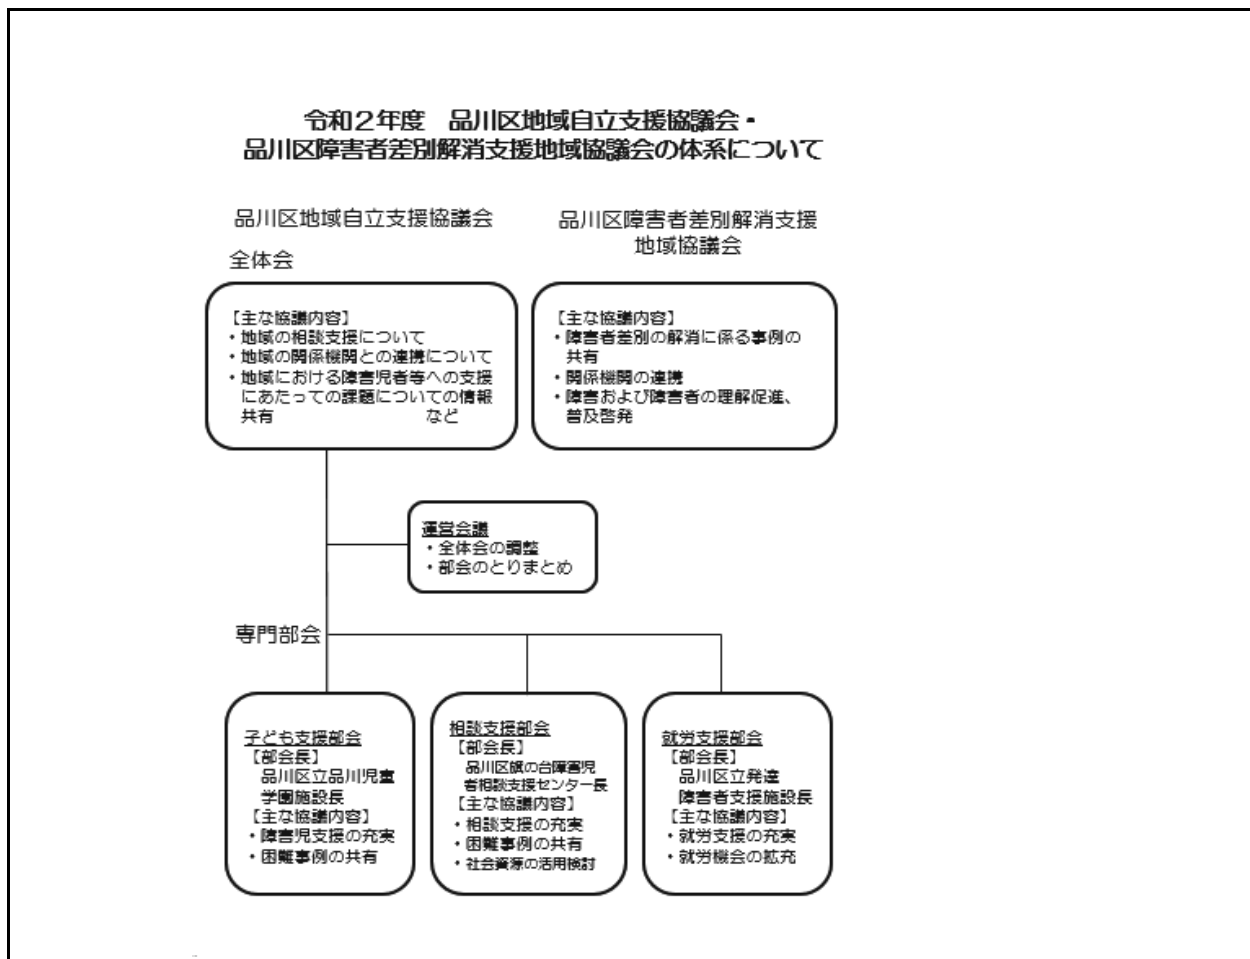 令和２年度　品川区地域自立支援協議会・
品川区障害者差別解消支援地域協議会の体系について
品川区地域自立支援協議会
全体会
【主な協議内容】
・地域の相談支援について
・地域の関係機関との連携について
・地域における障害児者等への支援
にあたっての課題についての情報
共有　　　　　　　　など
品川区障害者差別解消支援
地域協議会
【主な協議内容】
・障害者差別の解消に係る事例の
共有
・関係機関の連携
・障害および障害者の理解促進、
普及啓発
運営会議
・全体会の調整
・部会のとりまとめ
専門部会
子ども支援部会
【部会長】
品川区立品川児童
学園施設長
【主な協議内容】
・障害児支援の充実
・困難事例の共有
相談支援部会
【部会長】
品川区旗の台障害児
者相談支援センター長
【主な協議内容】
・相談支援の充実
・困難事例の共有
・社会資源の活用検討
就労支援部会
【部会長】
品川区立発達
障害者支援施設長
【主な協議内容】
・就労支援の充実
・就労機会の拡充